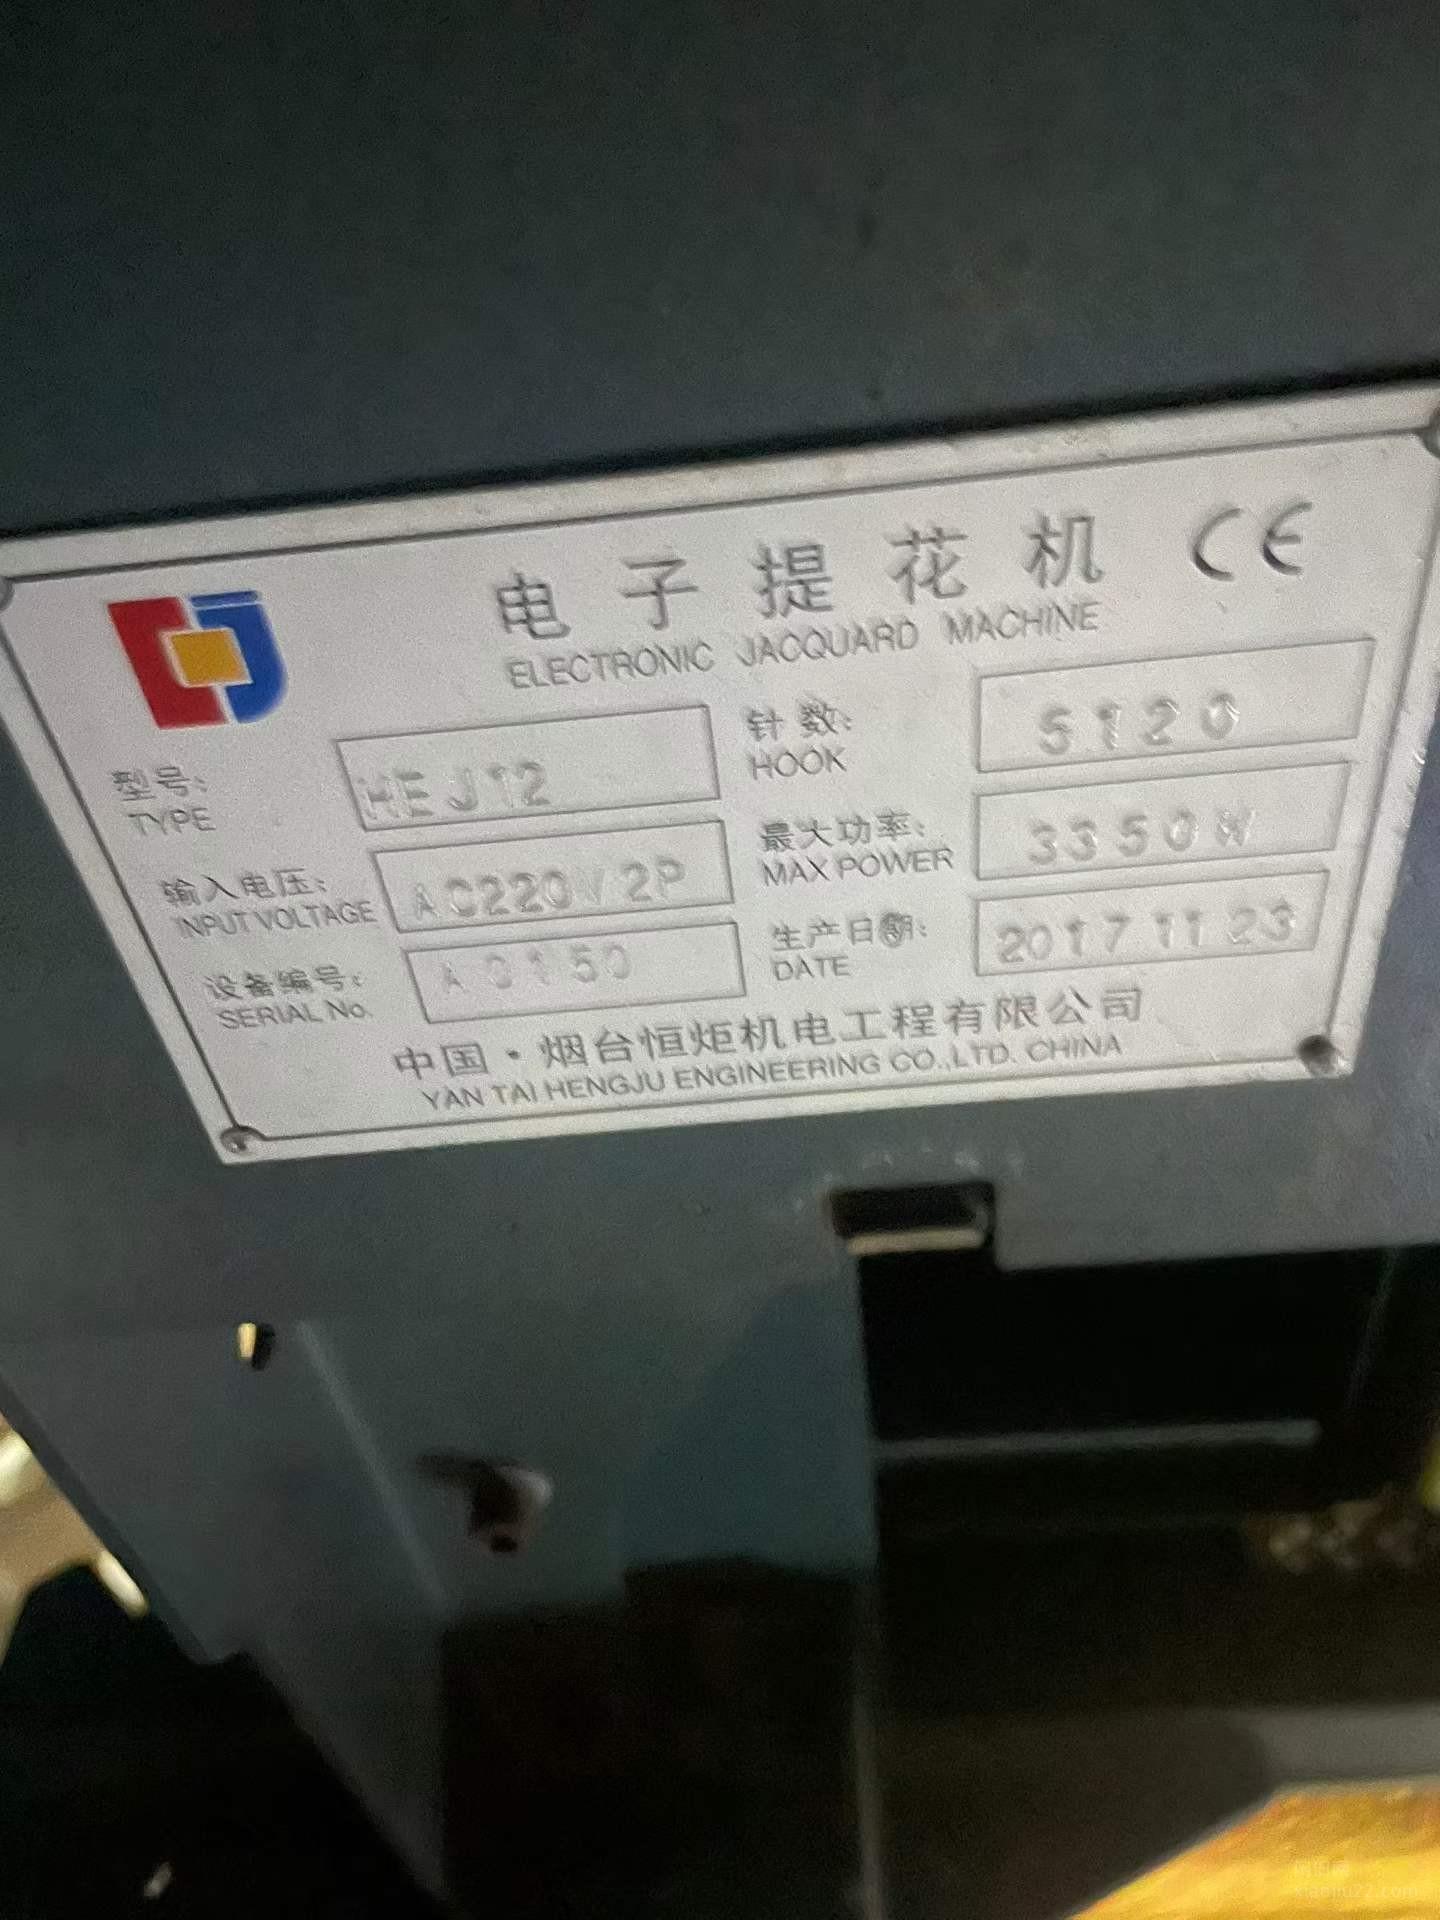 电子提花机 CE
ELECTRONIC JACQUARD MACHINE
型号: HEJ12
TYPE
针数: 5120
HOOK
输入电压: AC220V2P
INPUT VOLTAGE
最大功率: 3350W
MAX POWER
设备编号: A0150
SERIAL No.
生产日期: 2017 11 23
DATE
中国·烟台恒炬机电工程有限公司
YAN TAI HENGJU ENGINEERING CO.,LTD. CHINA